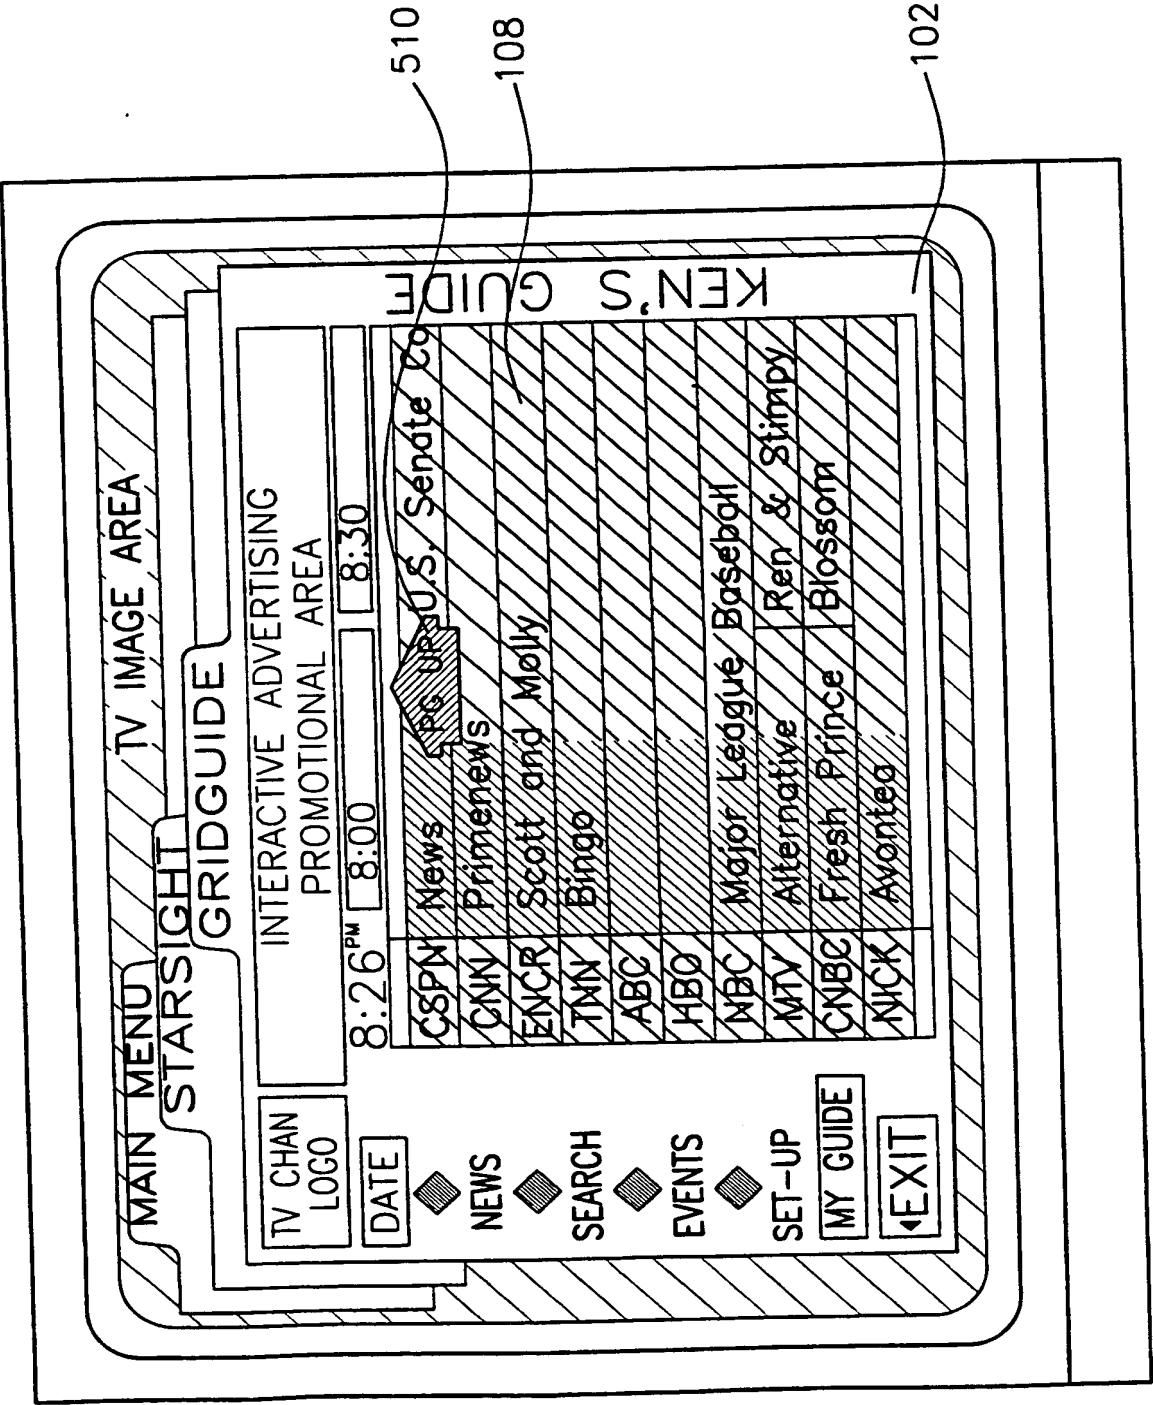 TV IMAGE AREA
MAIN MENU
STARSIGHT
GRIDGUIDE
TV CHAN
LOGO
INTERACTIVE ADVERTISING
PROMOTIONAL AREA
DATE
8:26 PM
8:00
8:30
CSPN News PG UP U.S. Senate Co
CNN Primenews
ENCR Scott and Molly
TNN Bingo
ABC
HBO
NBC Major League Baseball
MTV Alternative Ren & Stimpy
CNBC Fresh Prince Blossom
NICK Avontea
NEWS
SEARCH
EVENTS
SET-UP
MY GUIDE
◂EXIT
KEN'S GUIDE
510
108
102